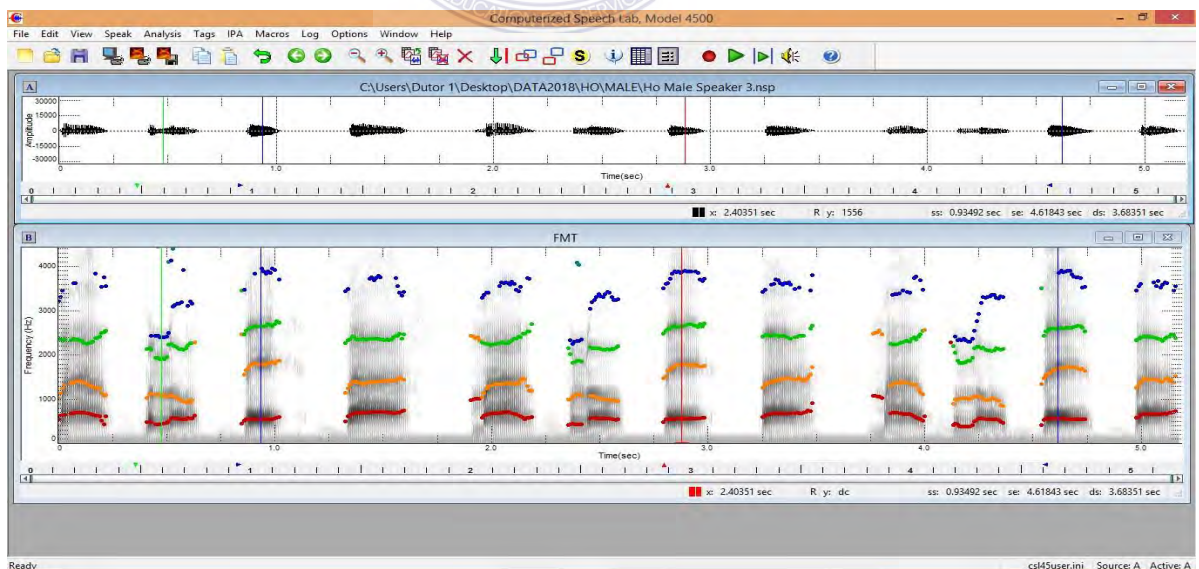 Computerized Speech Lab, Model 4500
File Edit View Speak Analysis Tags IPA Macros Log Options Window Help
A
C:\Users\Dutor 1\Desktop\DATA2018\HO\MALE\Ho Male Speaker 3.nsp
Amplitude
30000
15000
0
-15000
-30000
0 1.0 2.0 3.0 4.0 5.0
Time(sec)
0 1 2 3 4 5
x: 2.40351 sec R y: 1556 ss: 0.93492 sec se: 4.61843 sec ds: 3.68351 sec
B FMT
Frequency (Hz)
4000
3000
2000
1000
0
0.0 1.0 2.0 3.0 4.0 5.0
Time(sec)
0 1 2 3 4 5
x: 2.40351 sec R y: dc ss: 0.93492 sec se: 4.61843 sec ds: 3.68351 sec
Ready csl45user.ini Source: A Active: A